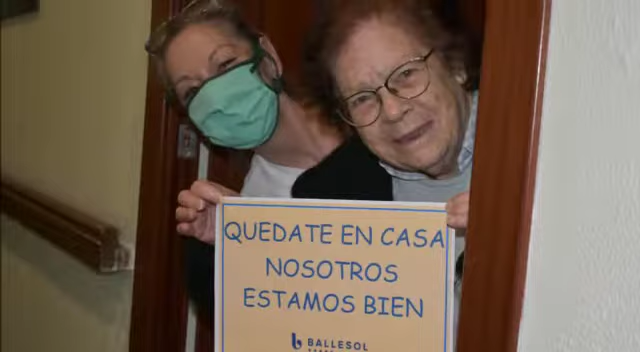 QUEDATE EN CASA
NOSOTROS
ESTAMOS BIEN
BALLESOL